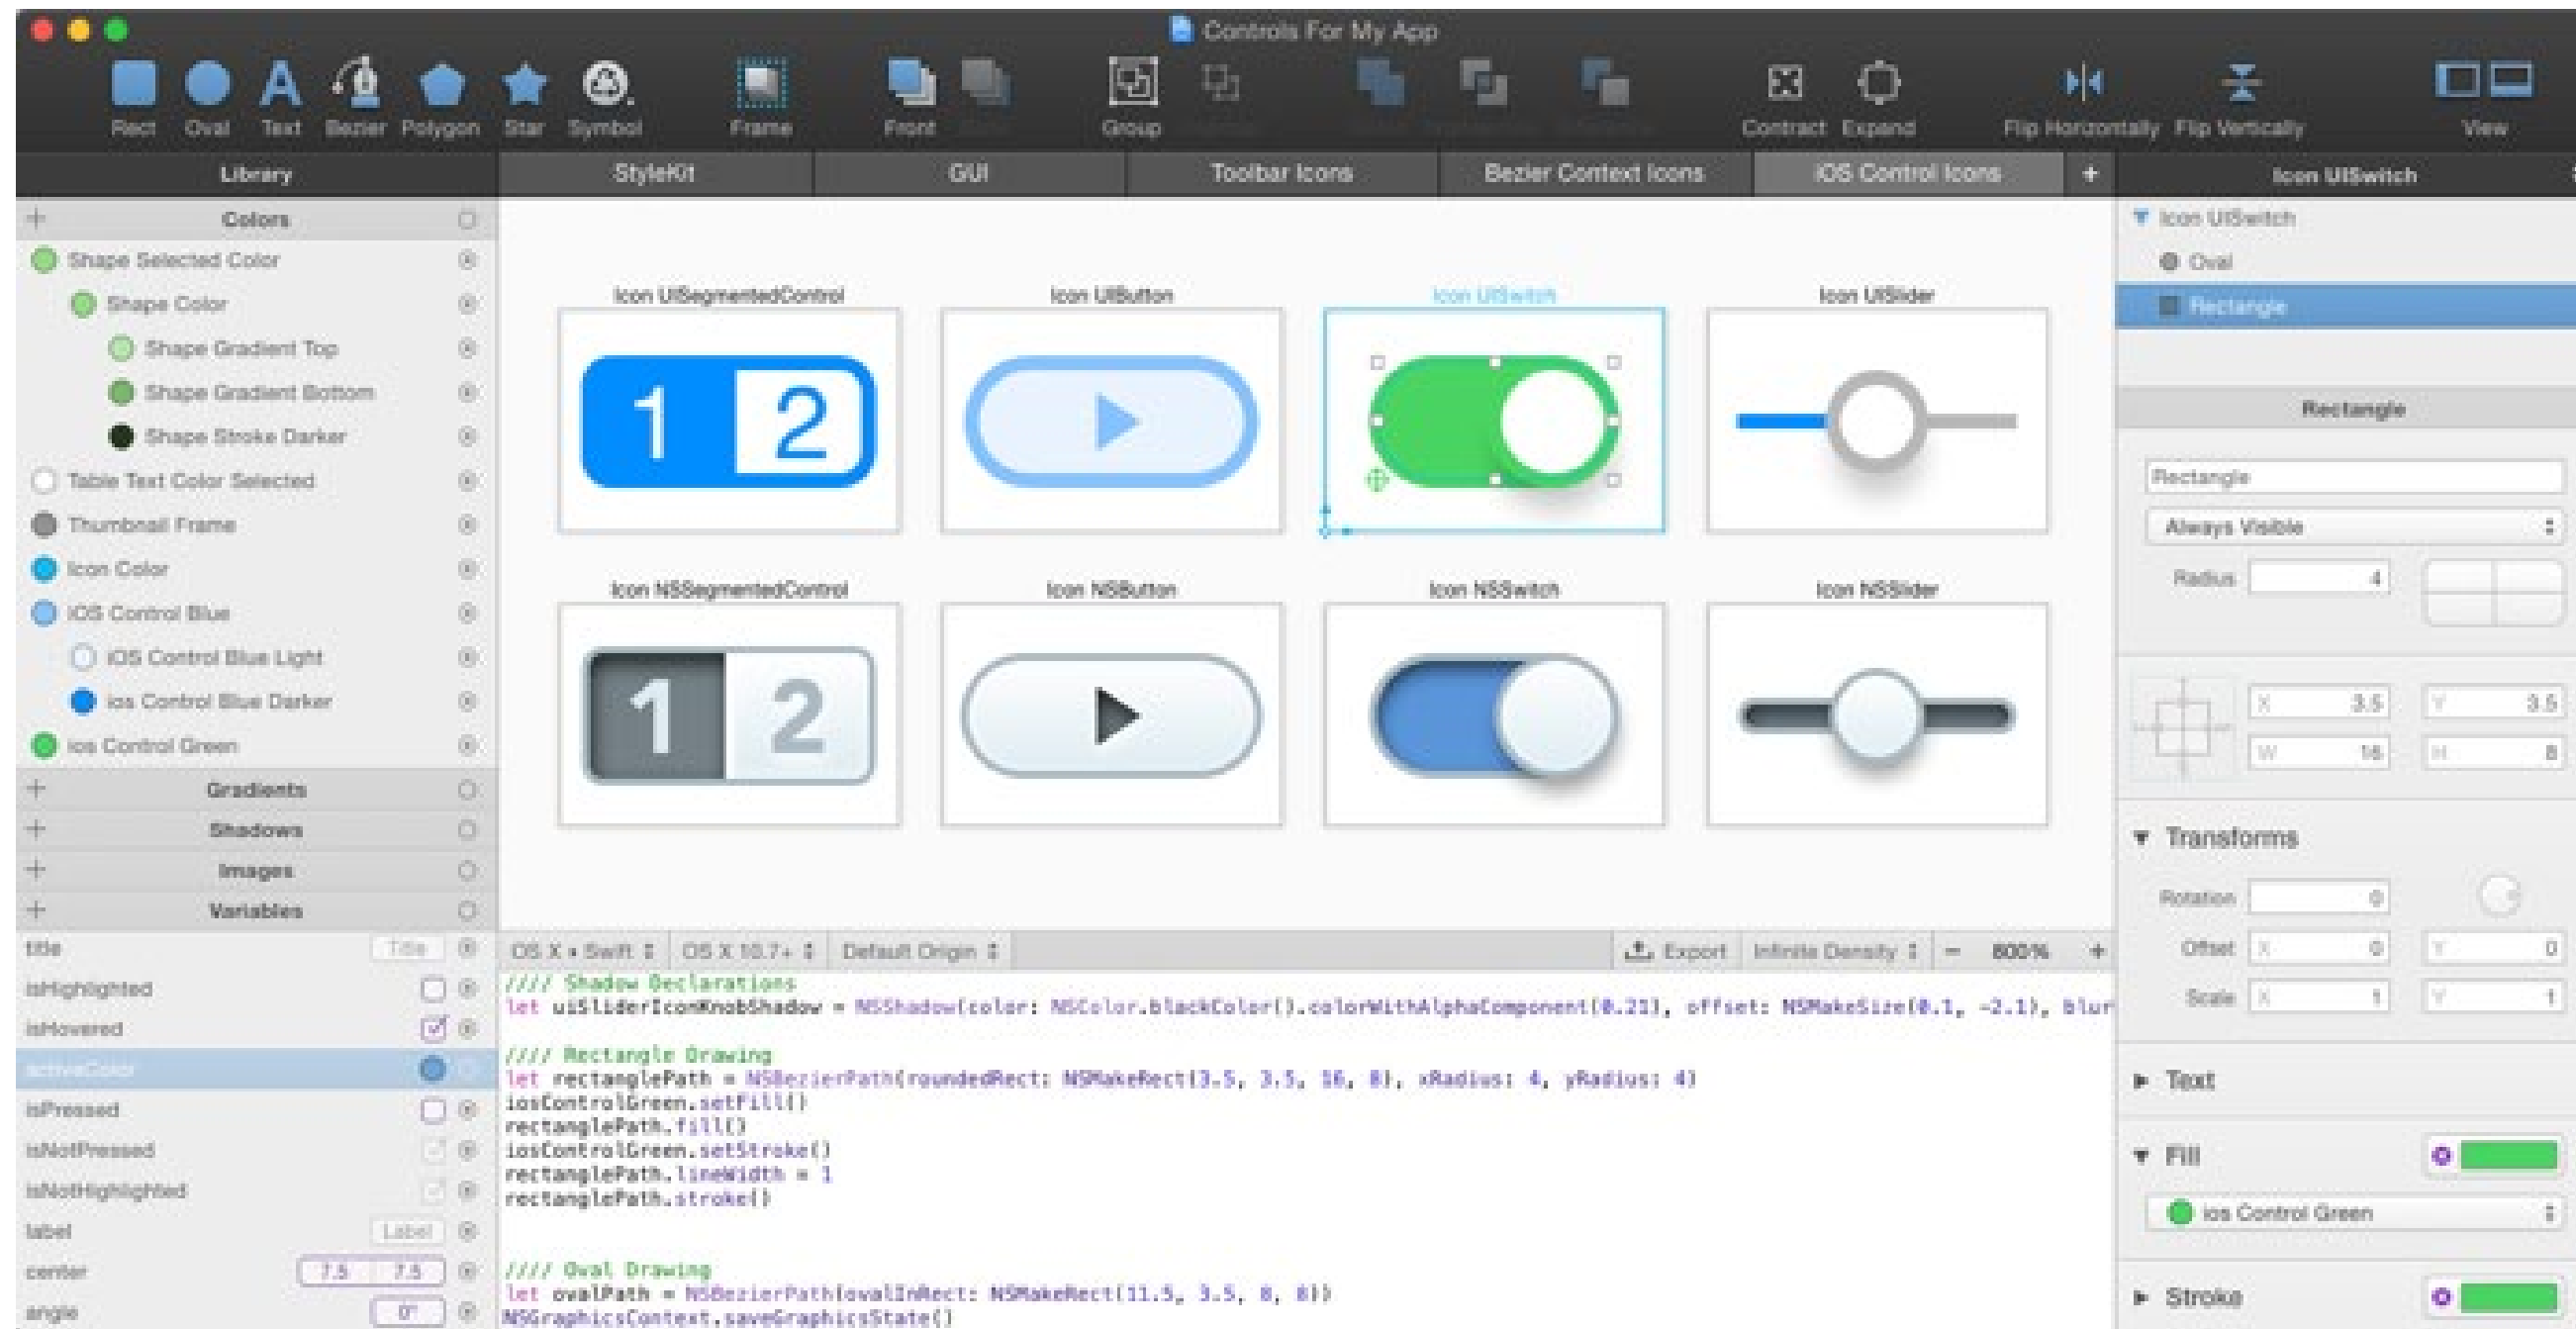 Controls For My App
Rect Oval Text Bezier Polygon Star Symbol Frame Front Group Contract Expand Flip Horizontally Flip Vertically View
Library
StyleKit GUI Toolbar Icons Bezier Context Icons iOS Control Icons +
Icon UISwitch
+ Colors
Shape Selected Color
Shape Color
Shape Gradient Top
Shape Gradient Bottom
Shape Stroke Darker
Table Text Color Selected
Thumbnail Frame
Icon Color
iOS Control Blue
iOS Control Blue Light
ios Control Blue Darker
ios Control Green
+ Gradients
+ Shadows
+ Images
+ Variables
title Title
isHighlighted
isHovered
activeColor
isPressed
isNotPressed
isNotHighlighted
label Label
center 7.5 7.5
angle 0°
Icon UISegmentedControl Icon UIButton Icon UISwitch Icon UISlider
1 2
Icon NSSegmentedControl Icon NSButton Icon NSSwitch Icon NSSlider
1 2
OS X • Swift OS X 10.7+ Default Origin Export Infinite Density − 800% +
//// Shadow Declarations
let uiSliderIconKnobShadow = NSShadow(color: NSColor.blackColor().colorWithAlphaComponent(0.21), offset: NSMakeSize(0.1, -2.1), blur
//// Rectangle Drawing
let rectanglePath = NSBezierPath(roundedRect: NSMakeRect(3.5, 3.5, 16, 8), xRadius: 4, yRadius: 4)
iosControlGreen.setFill()
rectanglePath.fill()
iosControlGreen.setStroke()
rectanglePath.lineWidth = 1
rectanglePath.stroke()
//// Oval Drawing
let ovalPath = NSBezierPath(ovalInRect: NSMakeRect(11.5, 3.5, 8, 8))
NSGraphicsContext.saveGraphicsState()
Icon UISwitch
Oval
Rectangle
Rectangle
Rectangle
Always Visible
Radius 4
X 3.5 Y 3.5
W 16 H 8
Transforms
Rotation 0
Offset X 0 Y 0
Scale X 1 Y 1
Text
Fill
ios Control Green
Stroke